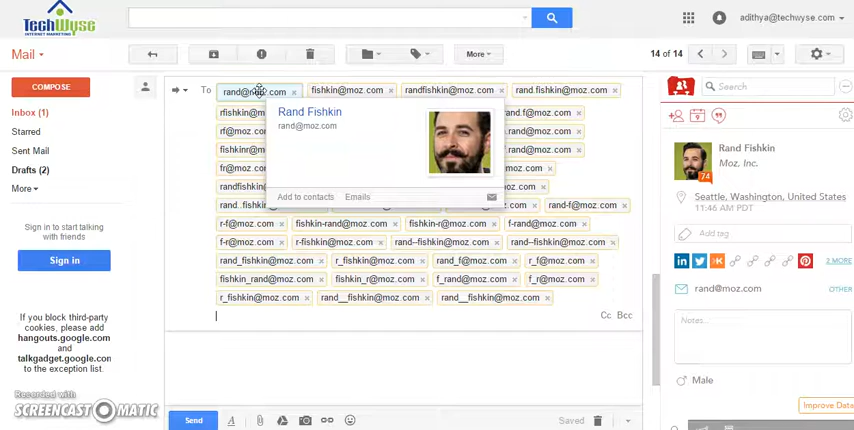 TechWyse
INTERNET MARKETING
adithya@techwyse.com
Mail
More
14 of 14
COMPOSE
Inbox (1)
Starred
Sent Mail
Drafts (2)
More
Sign in to start talking
with friends
Sign in
If you block third-party
cookies, please add
hangouts.google.com
and
talkgadget.google.com
to the exception list.
Recorded with
SCREENCAST-O-MATIC
To
rand@moz.com × fishkin@moz.com × randfishkin@moz.com × rand.fishkin@moz.com ×
rf@moz.com
fr@moz.com
r-f@moz.com × fishkin-rand@moz.com × fishkin-r@moz.com × f-rand@moz.com ×
f-r@moz.com × r-fishkin@moz.com × rand--fishkin@moz.com × rand--fishkin@moz.com ×
rand_fishkin@moz.com × r_fishkin@moz.com × rand_f@moz.com × r_f@moz.com ×
fishkin_rand@moz.com × fishkin_r@moz.com × f_rand@moz.com × f_r@moz.com ×
r_fishkin@moz.com × rand__fishkin@moz.com × rand__fishkin@moz.com ×
Rand Fishkin
rand@moz.com
Add to contacts Emails
Cc Bcc
Send
Saved
Search
Rand Fishkin
Moz, Inc.
74
Seattle, Washington, United States
11:46 AM PDT
Add tag
2 MORE
rand@moz.com OTHER
Notes...
Male
Improve Data